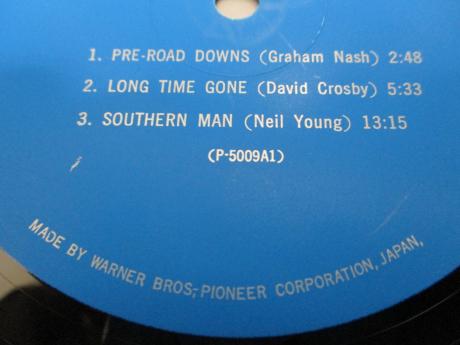 1. PRE-ROAD DOWNS (Graham Nash) 2:48
2. LONG TIME GONE (David Crosby) 5:33
3. SOUTHERN MAN (Neil Young) 13:15
(P-5009A1)
MADE BY WARNER BROS,-PIONEER CORPORATION, JAPAN,